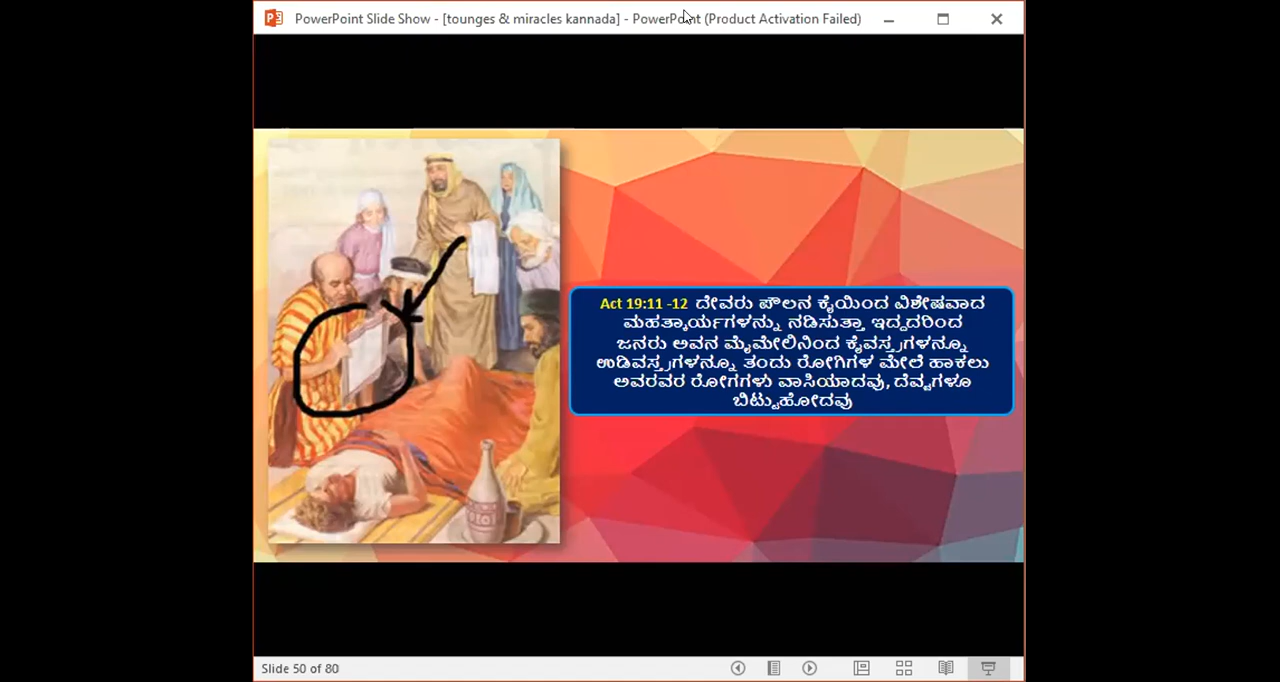 PowerPoint Slide Show - [tounges & miracles kannada] - PowerPoint (Product Activation Failed)
Act 19:11 -12 ದೇವರು ಪೌಲನ ಕೈಯಿಂದ ವಿಶೇಷವಾದ
ಮಹತ್ಕಾರ್ಯಗಳನ್ನು ನಡಿಸುತ್ತಾ ಇದ್ದದರಿಂದ
ಜನರು ಅವನ ಮೈಮೇಲಿನಿಂದ ಕೈವಸ್ತ್ರಗಳನ್ನೂ
ಉಡಿವಸ್ತ್ರಗಳನ್ನೂ ತಂದು ರೋಗಿಗಳ ಮೇಲೆ ಹಾಕಲು
ಅವರವರ ರೋಗಗಳು ವಾಸಿಯಾದವು, ದೆವ್ವಗಳೂ
ಬಿಟ್ಟುಹೋದವು
Slide 50 of 80